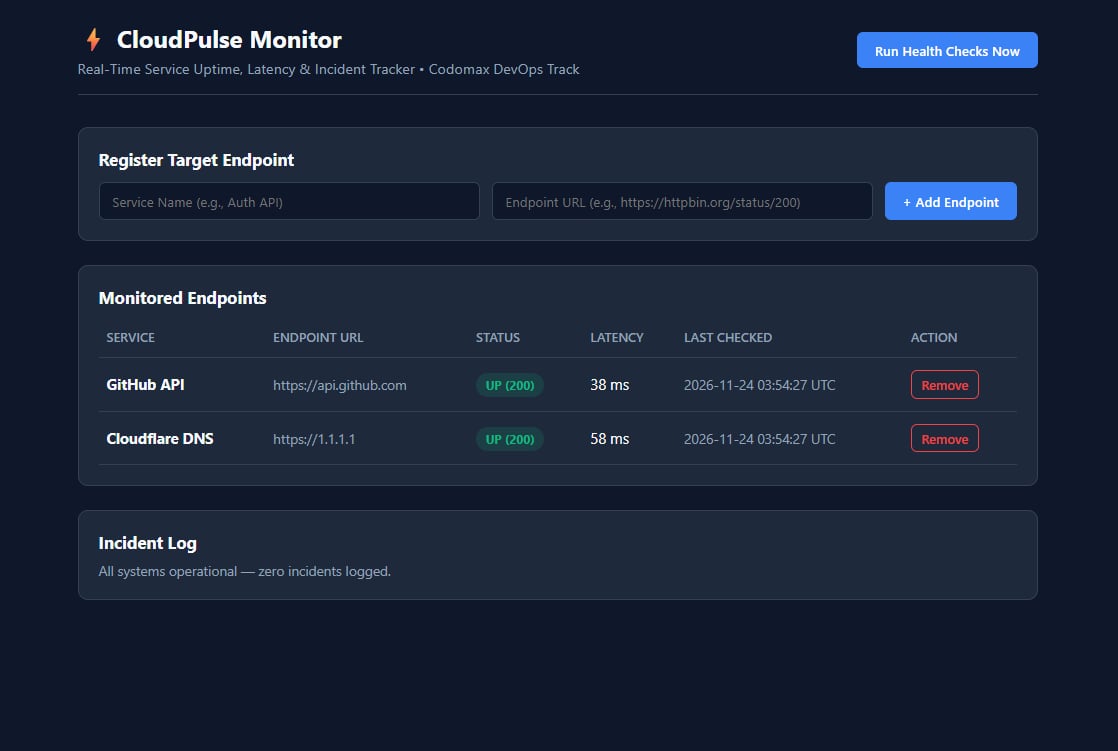 CloudPulse Monitor
Real-Time Service Uptime, Latency & Incident Tracker • Codomax DevOps Track
Run Health Checks Now
Register Target Endpoint
Service Name (e.g., Auth API)
Endpoint URL (e.g., https://httpbin.org/status/200)
+ Add Endpoint
Monitored Endpoints
SERVICE ENDPOINT URL STATUS LATENCY LAST CHECKED ACTION
GitHub API https://api.github.com UP (200) 38 ms 2026-11-24 03:54:27 UTC Remove
Cloudflare DNS https://1.1.1.1 UP (200) 58 ms 2026-11-24 03:54:27 UTC Remove
Incident Log
All systems operational — zero incidents logged.